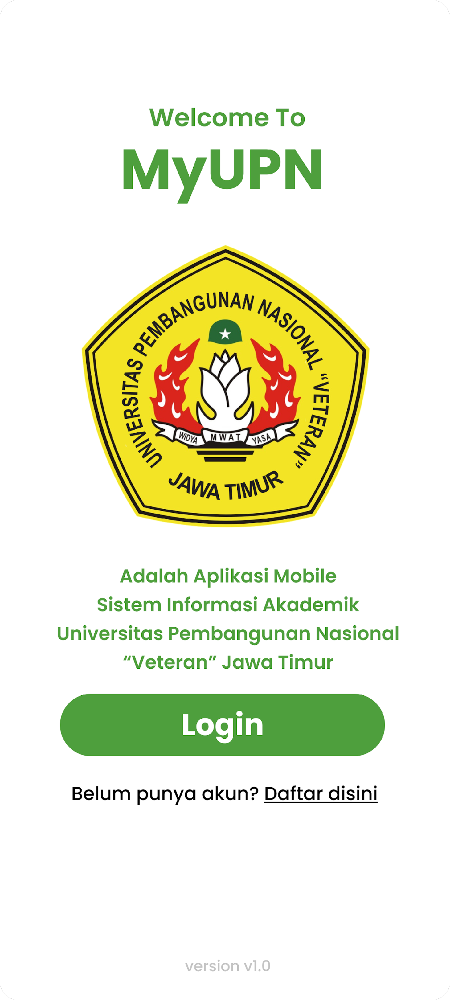 Welcome To
MyUPN
UNIVERSITAS PEMBANGUNAN NASIONAL “VETERAN”
WIDYA MWAT YASA
JAWA TIMUR
Adalah Aplikasi Mobile
Sistem Informasi Akademik
Universitas Pembangunan Nasional
“Veteran” Jawa Timur
Login
Belum punya akun? Daftar disini
version v1.0